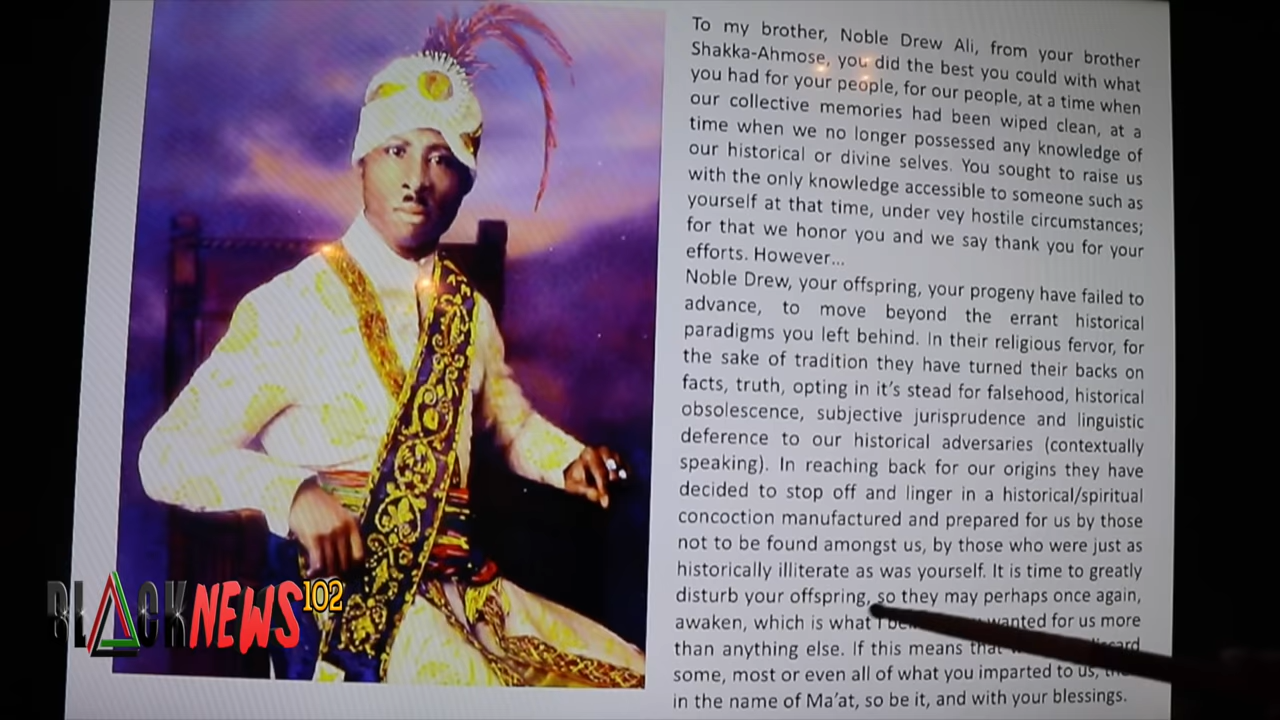 To my brother, Noble Drew Ali, from your brother
Shakka-Ahmose, you did the best you could with what
you had for your people, for our people, at a time when
our collective memories had been wiped clean, at a
time when we no longer possessed any knowledge of
our historical or divine selves. You sought to raise us
with the only knowledge accessible to someone such as
yourself at that time, under vey hostile circumstances;
for that we honor you and we say thank you for your
efforts. However...
Noble Drew, your offspring, your progeny have failed to
advance, to move beyond the errant historical
paradigms you left behind. In their religious fervor, for
the sake of tradition they have turned their backs on
facts, truth, opting in it's stead for falsehood, historical
obsolescence, subjective jurisprudence and linguistic
deference to our historical adversaries (contextually
speaking). In reaching back for our origins they have
decided to stop off and linger in a historical/spiritual
concoction manufactured and prepared for us by those
not to be found amongst us, by those who were just as
historically illiterate as was yourself. It is time to greatly
disturb your offspring, so they may perhaps once again,
awaken, which is what I wanted for us more
than anything else. If this means that
some, most or even all of what you imparted to us,
in the name of Ma'at, so be it, and with your blessings.
BLACK NEWS 102